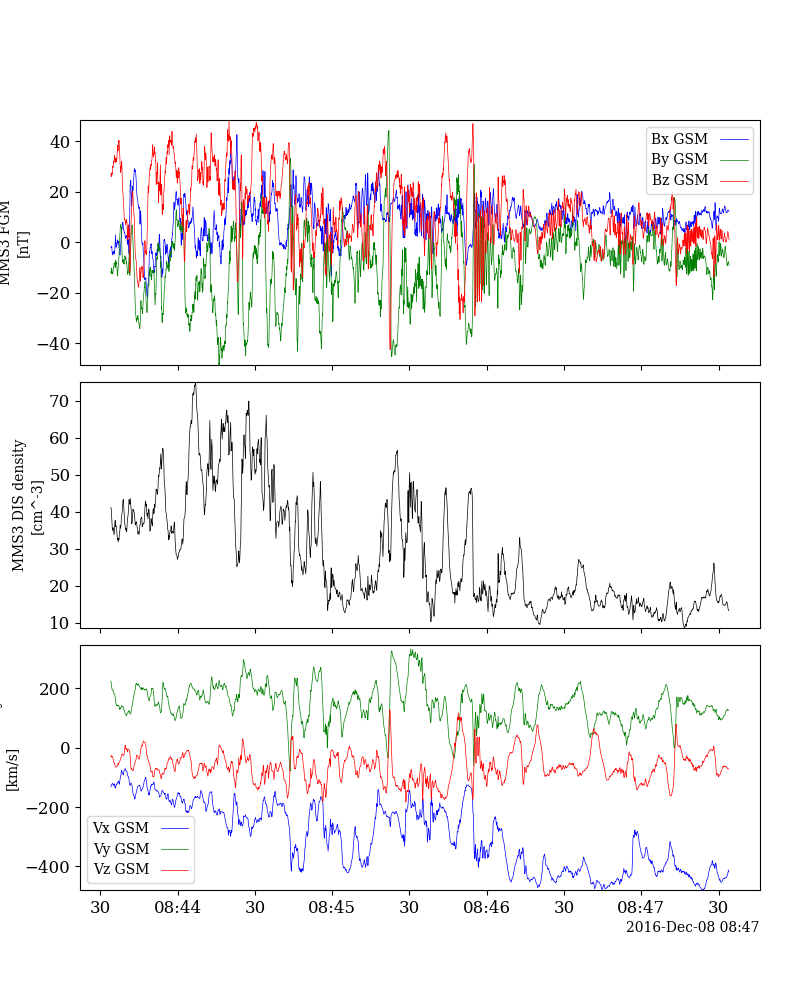 MMS3 FGM
[nT]
40
20
0
−20
−40
Bx GSM
By GSM
Bz GSM
MMS3 DIS density
[cm^-3]
70
60
50
40
30
20
10
[km/s]
200
0
−200
−400
Vx GSM
Vy GSM
Vz GSM
30 08:44 30 08:45 30 08:46 30 08:47 30
2016-Dec-08 08:47